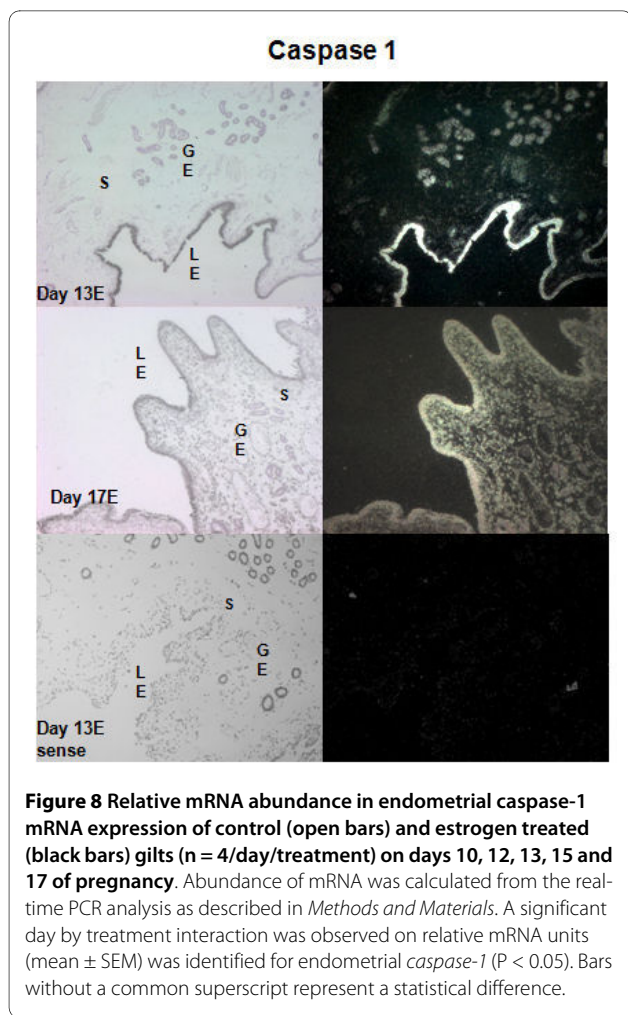 Caspase 1
G
E
S
L
E
Day 13E
L
E
S
G
E
Day 17E
S
G
E
L
E
Day 13E
sense
Figure 8 Relative mRNA abundance in endometrial caspase-1
mRNA expression of control (open bars) and estrogen treated
(black bars) gilts (n = 4/day/treatment) on days 10, 12, 13, 15 and
17 of pregnancy. Abundance of mRNA was calculated from the real-
time PCR analysis as described in Methods and Materials. A significant
day by treatment interaction was observed on relative mRNA units
(mean ± SEM) was identified for endometrial caspase-1 (P < 0.05). Bars
without a common superscript represent a statistical difference.